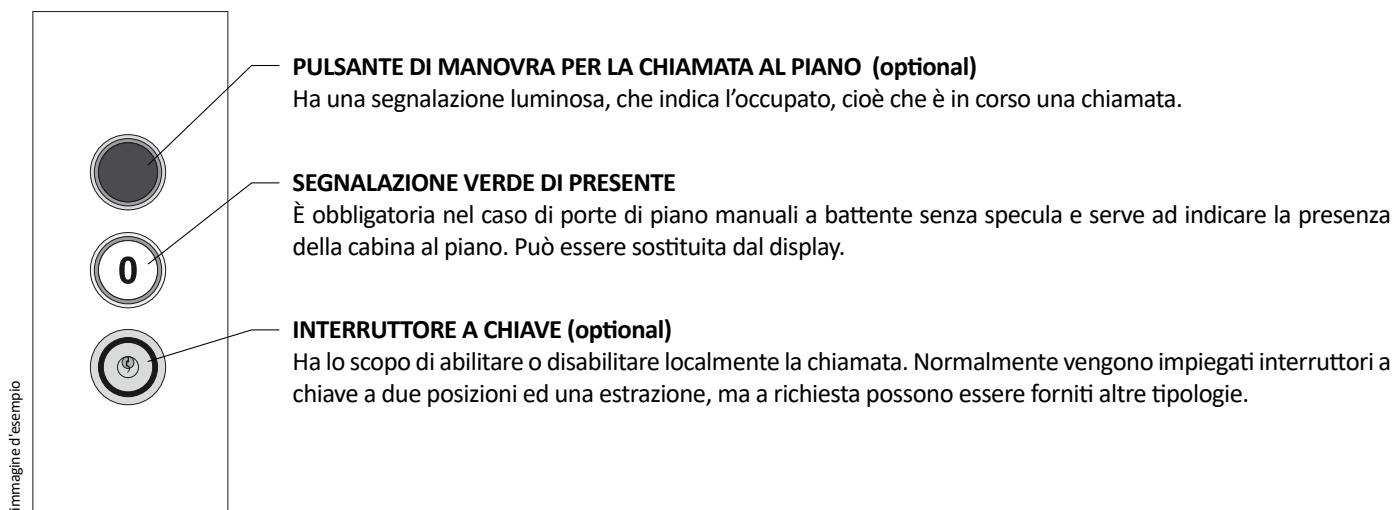 PULSANTE DI MANOVRA PER LA CHIAMATA AL PIANO (optional)
Ha una segnalazione luminosa, che indica l’occupato, cioè che è in corso una chiamata.
SEGNALAZIONE VERDE DI PRESENTE
È obbligatoria nel caso di porte di piano manuali a battente senza specula e serve ad indicare la presenza
della cabina al piano. Può essere sostituita dal display.
0
INTERRUTTORE A CHIAVE (optional)
Ha lo scopo di abilitare o disabilitare localmente la chiamata. Normalmente vengono impiegati interruttori a
chiave a due posizioni ed una estrazione, ma a richiesta possono essere forniti altre tipologie.
immagine d'esempio